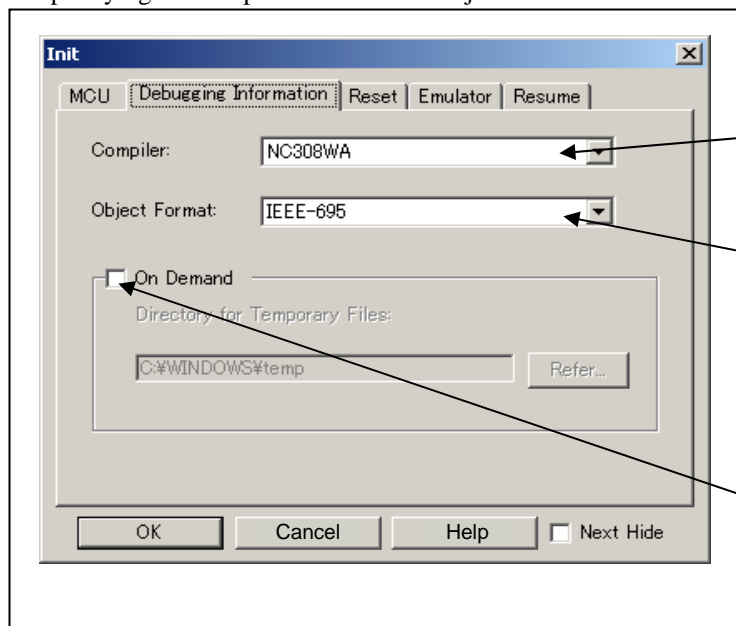 Init
MCU Debugging Information Reset Emulator Resume
Compiler: NC308WA
Object Format: IEEE-695
On Demand
Directory for Temporary Files:
C:¥WINDOWS¥temp Refer...
OK Cancel Help Next Hide